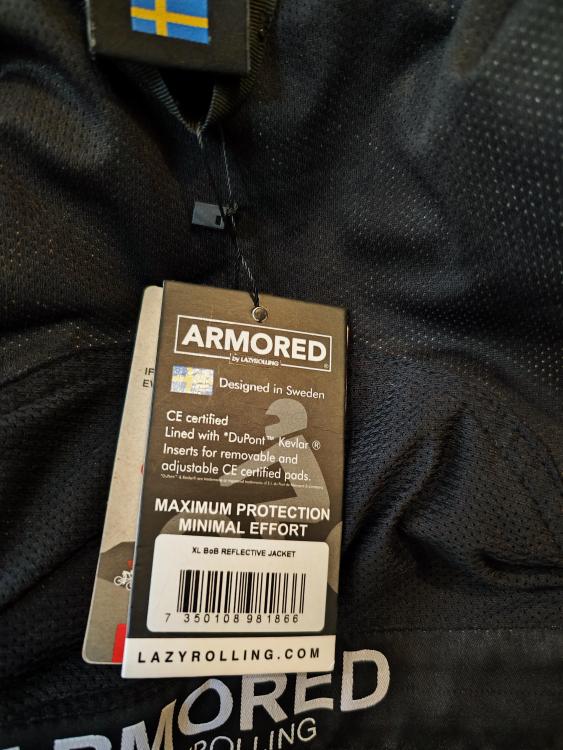 ARMORED
by LAZYROLLING
Designed in Sweden
CE certified
Lined with "DuPont™ Kevlar ®
Inserts for removable and
adjustable CE certified pads.
MAXIMUM PROTECTION
MINIMAL EFFORT
XL BoB REFLECTIVE JACKET
7 350108 981866
LAZYROLLING.COM